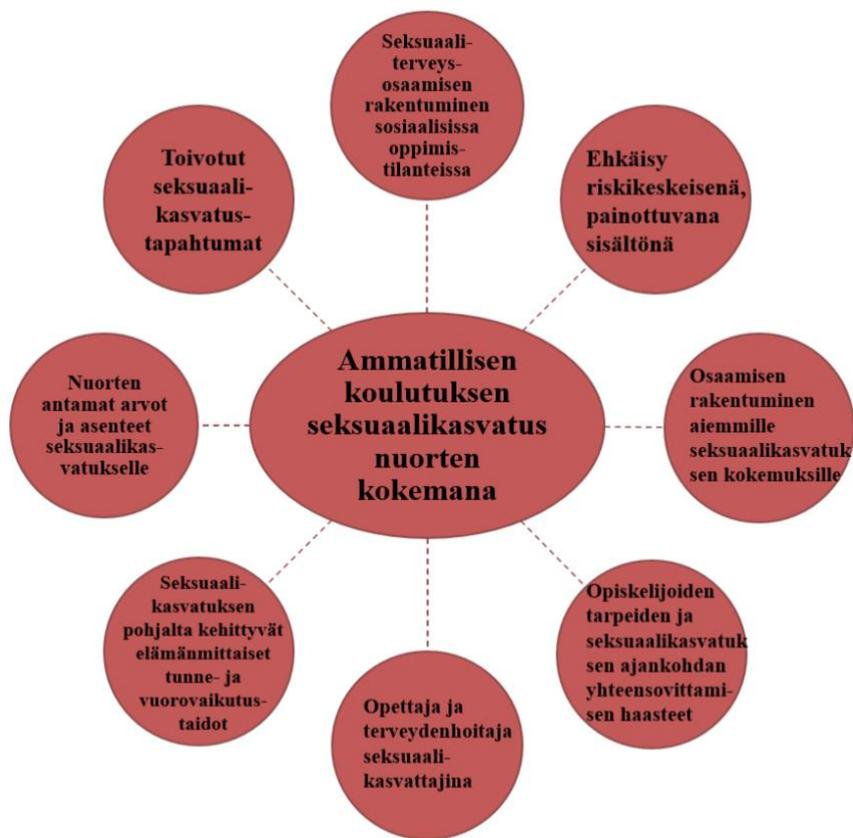 Seksuaali-
terveys-
osaamisen
rakentuminen
sosiaalisissa
oppimis-
tilanteissa
Ehkäisy
riskikeskeisenä,
painottuvana
sisältönä
Osaamisen
rakentuminen
aiemmille
seksuaalikasvatuk
sen kokemuksille
Opiskelijoiden
tarpeiden ja
seksuaalikasvatuk
sen ajankohdan
yhteensovittami-
sen haasteet
Opettaja ja
terveydenhoitaja
seksuaali-
kasvattajina
Seksuaali-
kasvatuksen
pohjalta kehittyvät
elämänmittaiset
tunne- ja
vuorovaikutus-
taidot
Nuorten
antamat arvot
ja asenteet
seksuaalikas-
vatukselle
Toivotut
seksuaali-
kasvatus-
tapahtumat
Ammatillisen
koulutuksen
seksuaalikasvatus
nuorten
kokemana